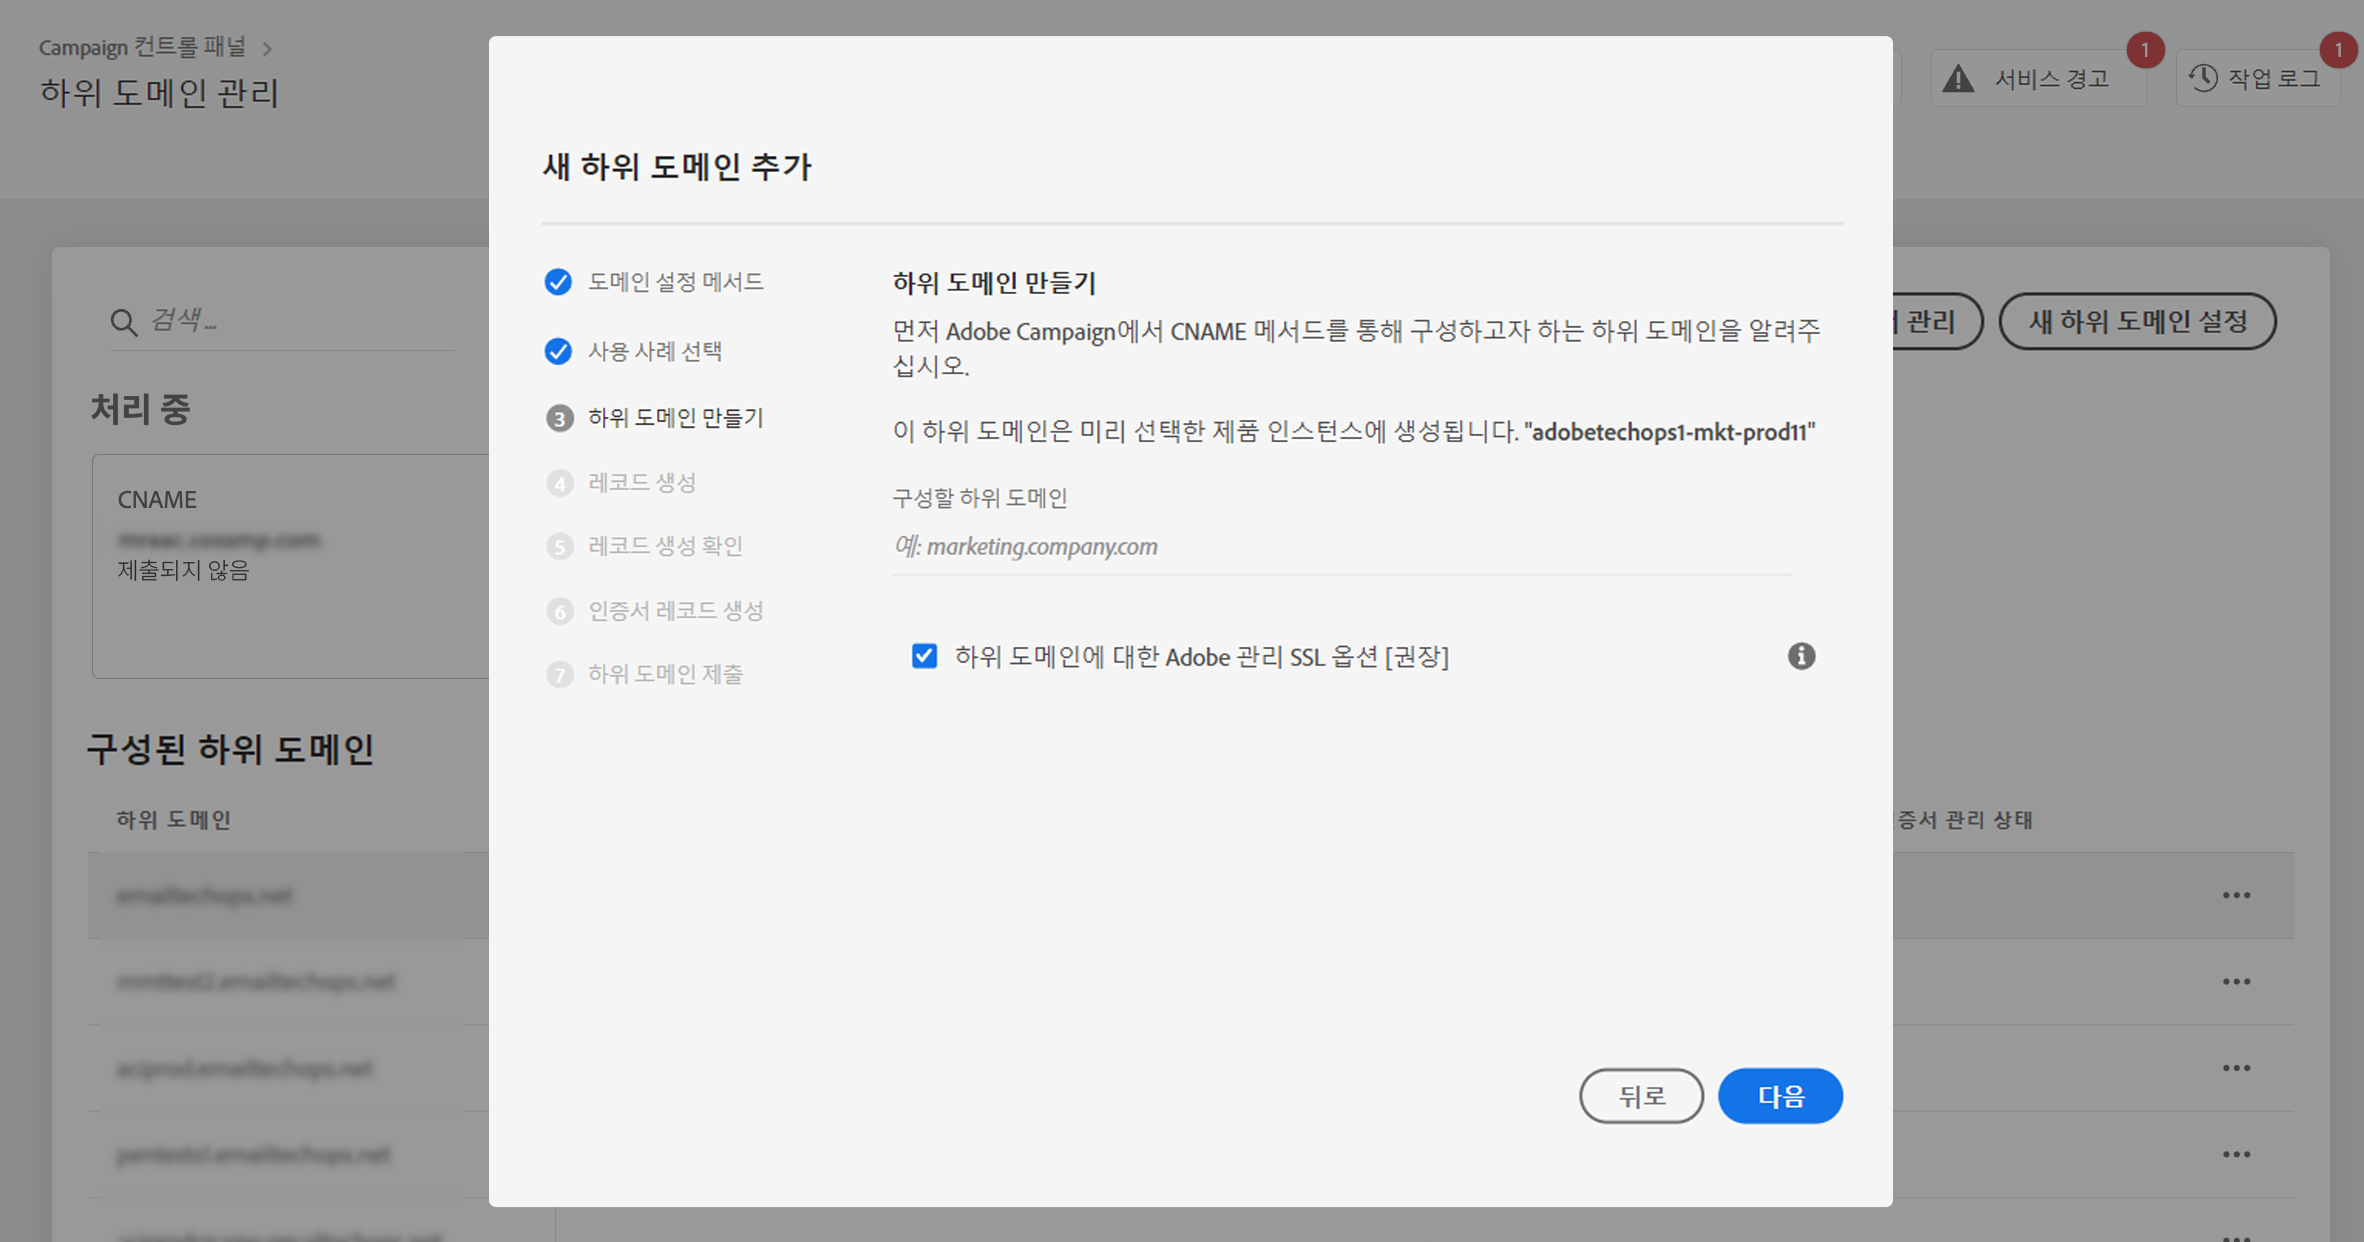 Campaign 컨트롤 패널 >
하위 도메인 관리
서비스 경고
1
작업 로그
1
검색 ...
관리
새 하위 도메인 설정
처리 중
CNAME
제출되지 않음
구성된 하위 도메인
하위 도메인
증서 관리 상태
새 하위 도메인 추가
도메인 설정 메서드
사용 사례 선택
3 하위 도메인 만들기
4 레코드 생성
5 레코드 생성 확인
6 인증서 레코드 생성
7 하위 도메인 제출
하위 도메인 만들기
먼저 Adobe Campaign에서 CNAME 메서드를 통해 구성하고자 하는 하위 도메인을 알려주
십시오.
이 하위 도메인은 미리 선택한 제품 인스턴스에 생성됩니다. "adobetechops1-mkt-prod11"
구성할 하위 도메인
예: marketing.company.com
하위 도메인에 대한 Adobe 관리 SSL 옵션 [권장]
뒤로
다음